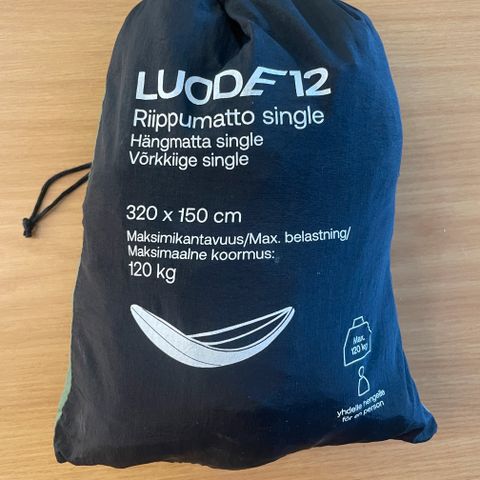 LUODE 12
Riippumatto single
Hängmatta single
Võrkkiige single
320 x 150 cm
Maksimikantavuus/Max. belastning/
Maksimaalne koormus:
120 kg
Max.
120 kg
yhdelle hengelle
för en person